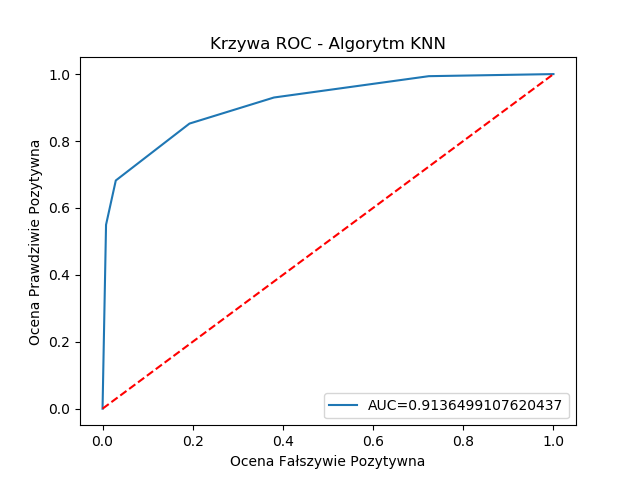 Krzywa ROC - Algorytm KNN
Ocena Prawdziwie Pozytywna
1.0
0.8
0.6
0.4
0.2
0.0
AUC=0.9136499107620437
0.0 0.2 0.4 0.6 0.8 1.0
Ocena Fałszywie Pozytywna